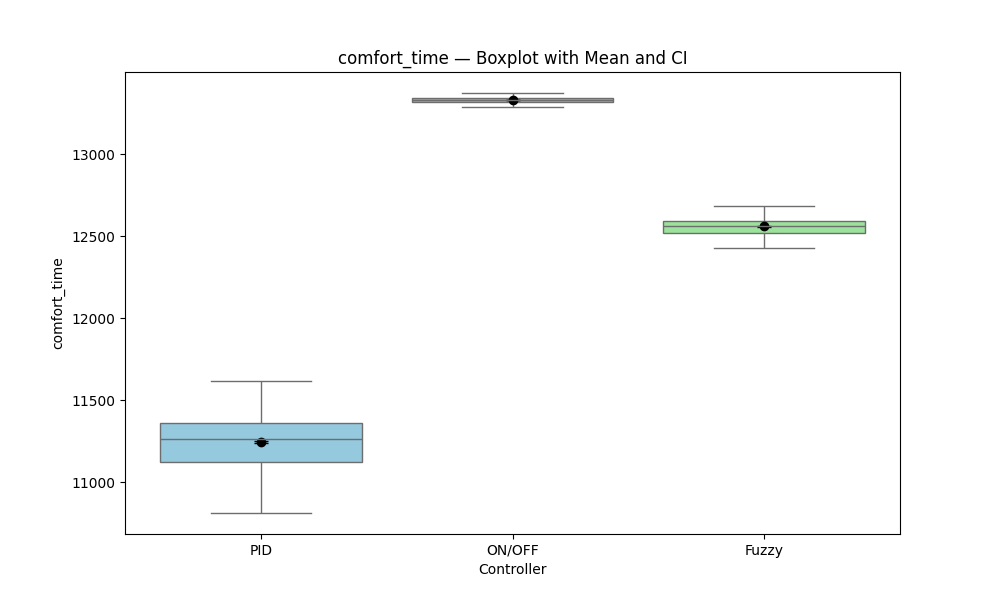 comfort_time — Boxplot with Mean and CI
comfort_time
13000
12500
12000
11500
11000
PID
ON/OFF
Fuzzy
Controller